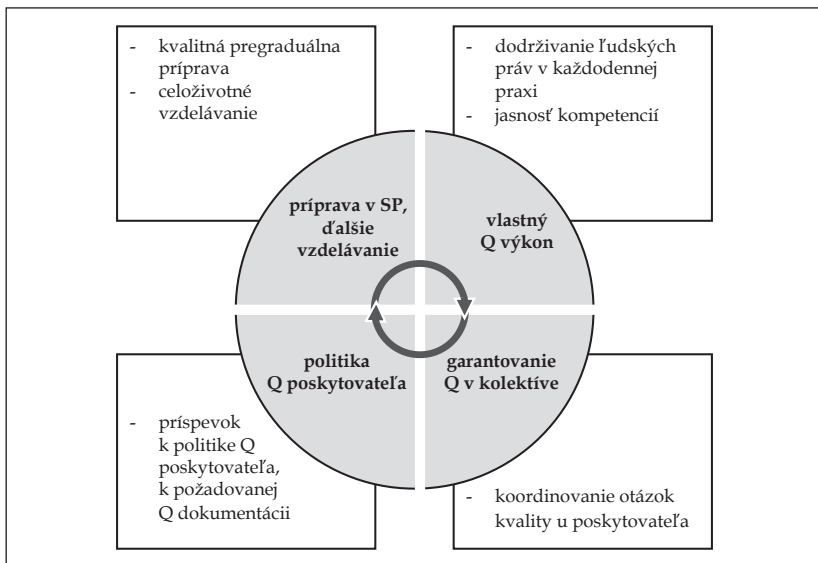 - kvalitná pregraduálna
príprava
- celoživotné
vzdelávanie
- dodrživanie ľudských
práv v každodennej
praxi
- jasnosť kompetencií
príprava v SP,
ďalšie
vzdelávanie
vlastný
Q výkon
politika
Q poskytovateľa
garantovanie
Q v kolektíve
- príspevok
k politike Q
poskytovateľa,
k požadovanej
Q dokumentácii
- koordinovanie otázok
kvality u poskytovateľa